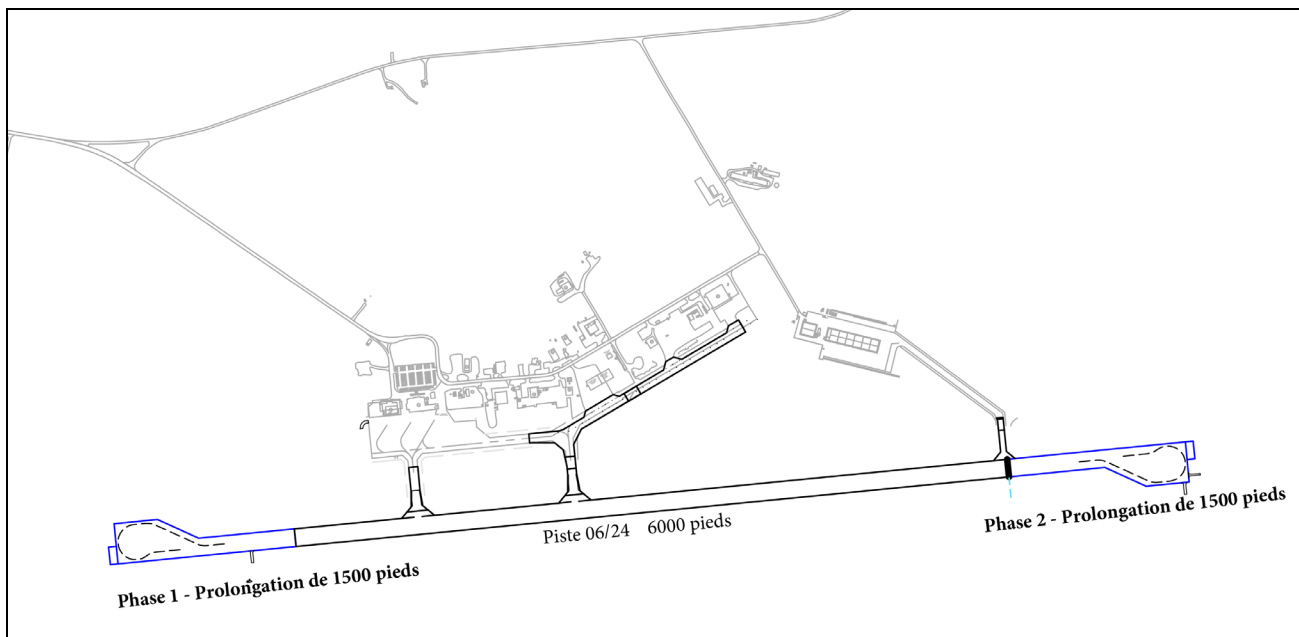 Piste 06/24 6000 pieds
Phase 2 - Prolongation de 1500 pieds
Phase 1 - Prolongation de 1500 pieds